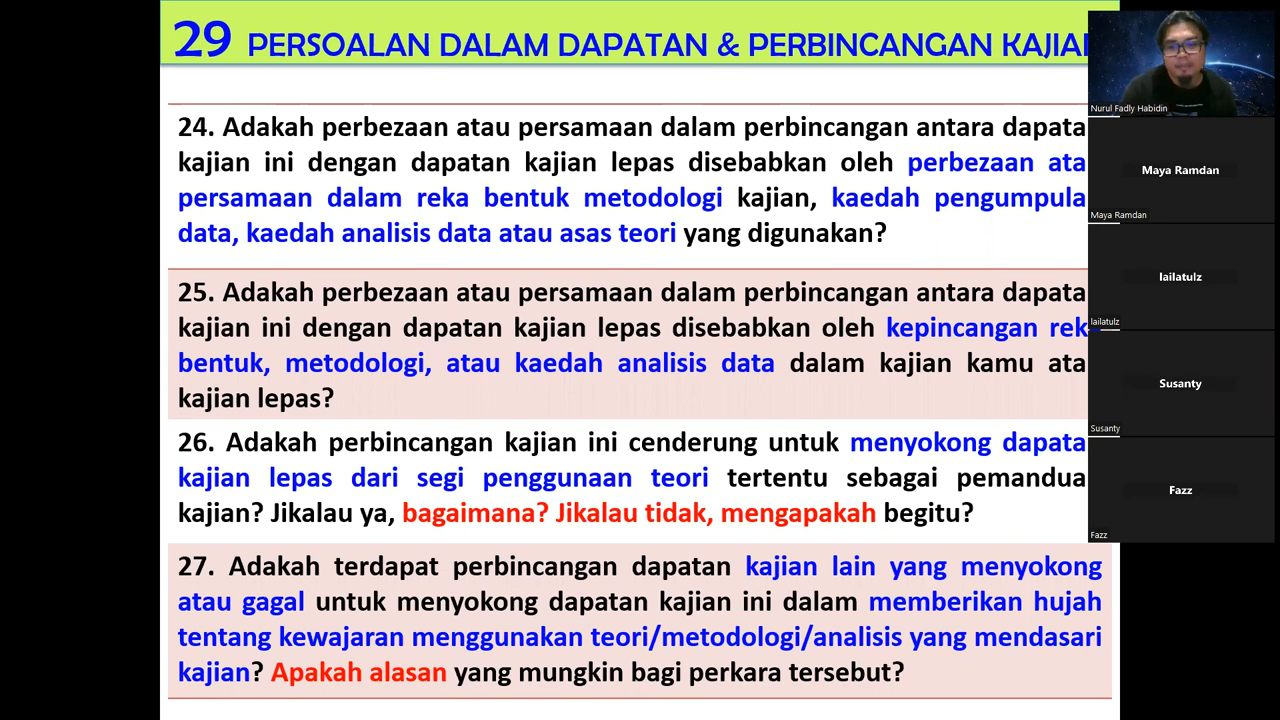 29 PERSOALAN DALAM DAPATAN & PERBINCANGAN KAJIAN
24. Adakah perbezaan atau persamaan dalam perbincangan antara dapata
kajian ini dengan dapatan kajian lepas disebabkan oleh perbezaan ata
persamaan dalam reka bentuk metodologi kajian, kaedah pengumpula
data, kaedah analisis data atau asas teori yang digunakan?
25. Adakah perbezaan atau persamaan dalam perbincangan antara dapata
kajian ini dengan dapatan kajian lepas disebabkan oleh kepincangan rek
bentuk, metodologi, atau kaedah analisis data dalam kajian kamu ata
kajian lepas?
26. Adakah perbincangan kajian ini cenderung untuk menyokong dapata
kajian lepas dari segi penggunaan teori tertentu sebagai pemandua
kajian? Jikalau ya, bagaimana? Jikalau tidak, mengapakah begitu?
27. Adakah terdapat perbincangan dapatan kajian lain yang menyokong
atau gagal untuk menyokong dapatan kajian ini dalam memberikan hujah
tentang kewajaran menggunakan teori/metodologi/analisis yang mendasari
kajian? Apakah alasan yang mungkin bagi perkara tersebut?
Nurul Fadly Habidin
Maya Ramdan
Maya Ramdan
lailatulz
lailatulz
Susanty
Susanty
Fazz
Fazz